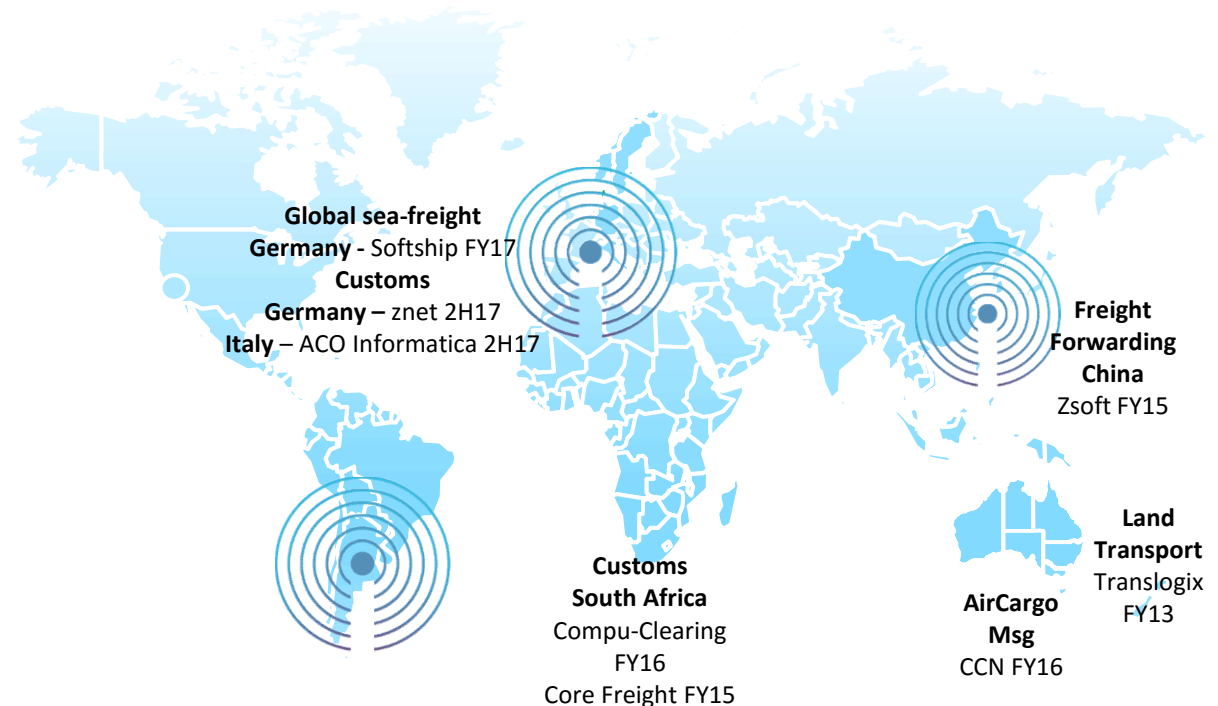 Global sea-freight
Germany - Softship FY17
Customs
Germany – znet 2H17
Italy – ACO Informatica 2H17
Freight
Forwarding
China
Zsoft FY15
Customs
South Africa
Compu-Clearing
FY16
Core Freight FY15
AirCargo
Msg
CCN FY16
Land
Transport
Translogix
FY13